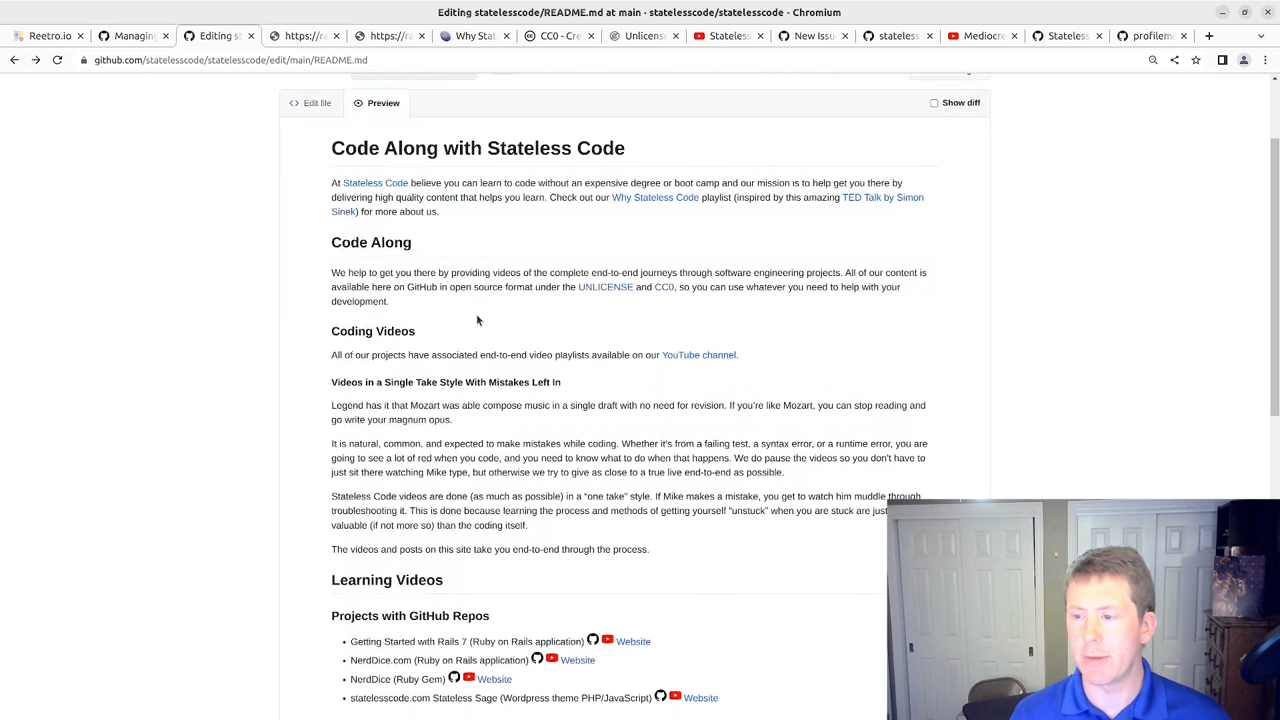 Editing statelesscode/README.md at main · statelesscode/statelesscode - Chromium
Reetro.io
Managing
Editing s
https://ra
https://ra
Why Stat
CC0 - Cre
Unlicense
Stateless
New Issu
stateless
Mediocre
Stateless
profileme
github.com/statelesscode/statelesscode/edit/main/README.md
Edit file
Preview
Show diff
Code Along with Stateless Code
At Stateless Code believe you can learn to code without an expensive degree or boot camp and our mission is to help get you there by
delivering high quality content that helps you learn. Check out our Why Stateless Code playlist (inspired by this amazing TED Talk by Simon
Sinek) for more about us.
Code Along
We help to get you there by providing videos of the complete end-to-end journeys through software engineering projects. All of our content is
available here on GitHub in open source format under the UNLICENSE and CC0, so you can use whatever you need to help with your
development.
Coding Videos
All of our projects have associated end-to-end video playlists available on our YouTube channel.
Videos in a Single Take Style With Mistakes Left In
Legend has it that Mozart was able compose music in a single draft with no need for revision. If you're like Mozart, you can stop reading and
go write your magnum opus.
It is natural, common, and expected to make mistakes while coding. Whether it's from a failing test, a syntax error, or a runtime error, you are
going to see a lot of red when you code, and you need to know what to do when that happens. We do pause the videos so you don't have to
just sit there watching Mike type, but otherwise we try to give as close to a true live end-to-end as possible.
Stateless Code videos are done (as much as possible) in a “one take” style. If Mike makes a mistake, you get to watch him muddle through
troubleshooting it. This is done because learning the process and methods of getting yourself “unstuck” when you are stuck are jus
valuable (if not more so) than the coding itself.
The videos and posts on this site take you end-to-end through the process.
Learning Videos
Projects with GitHub Repos
• Getting Started with Rails 7 (Ruby on Rails application) Website
• NerdDice.com (Ruby on Rails application) Website
• NerdDice (Ruby Gem) Website
• statelesscode.com Stateless Sage (Wordpress theme PHP/JavaScript) Website